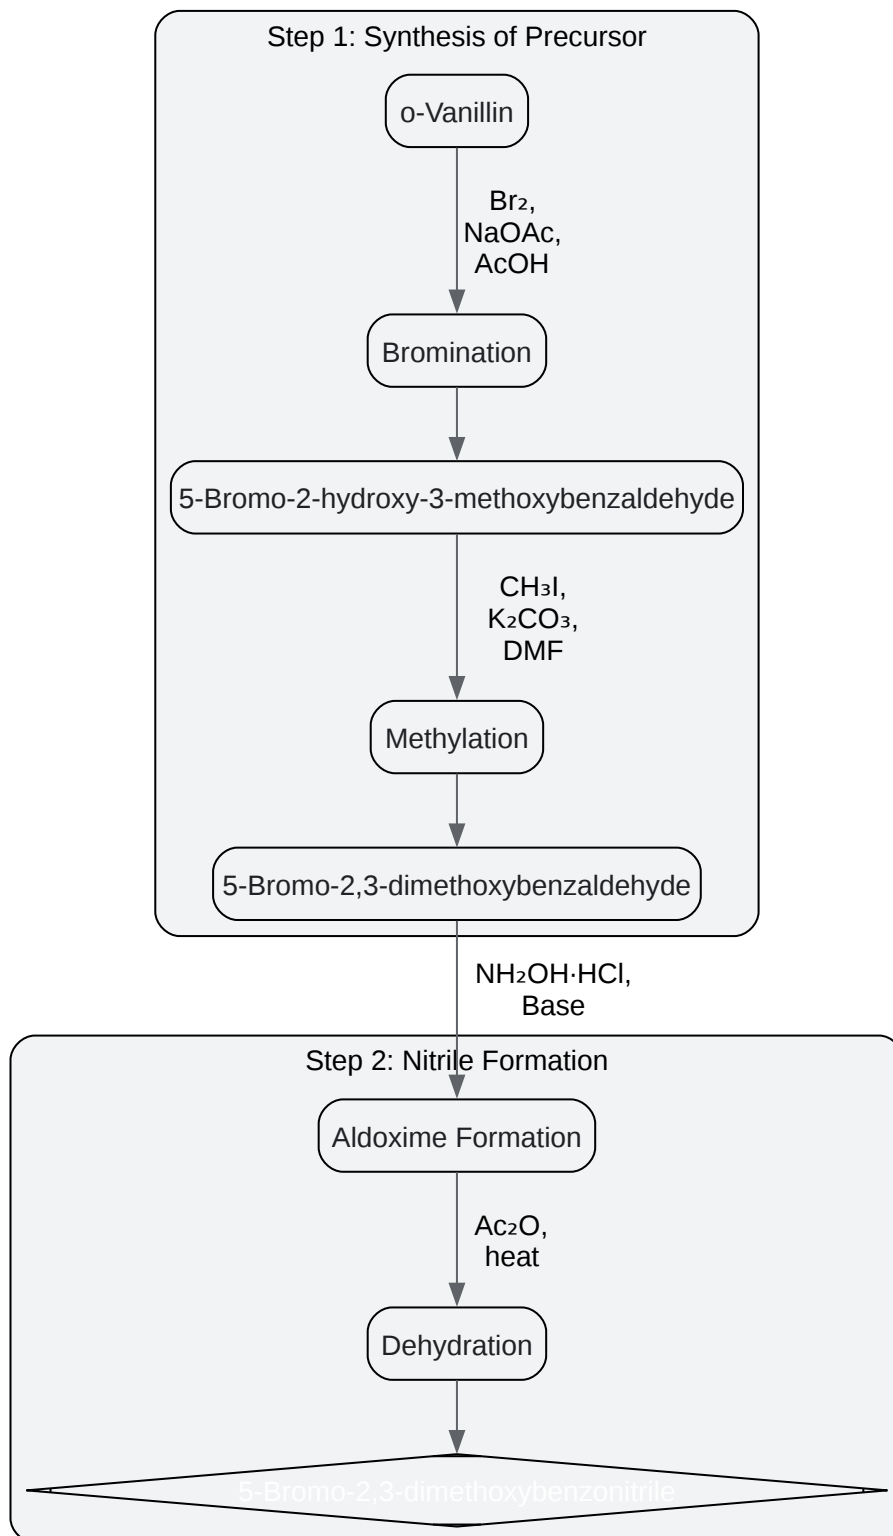 Step 1: Synthesis of Precursor
o-Vanillin
Br₂,
NaOAc,
AcOH
Bromination
5-Bromo-2-hydroxy-3-methoxybenzaldehyde
CH₃I,
K₂CO₃,
DMF
Methylation
5-Bromo-2,3-dimethoxybenzaldehyde
NH₂OH·HCl,
Base
Step 2: Nitrile Formation
Aldoxime Formation
Ac₂O,
heat
Dehydration
5-Bromo-2,3-dimethoxybenzonitrile